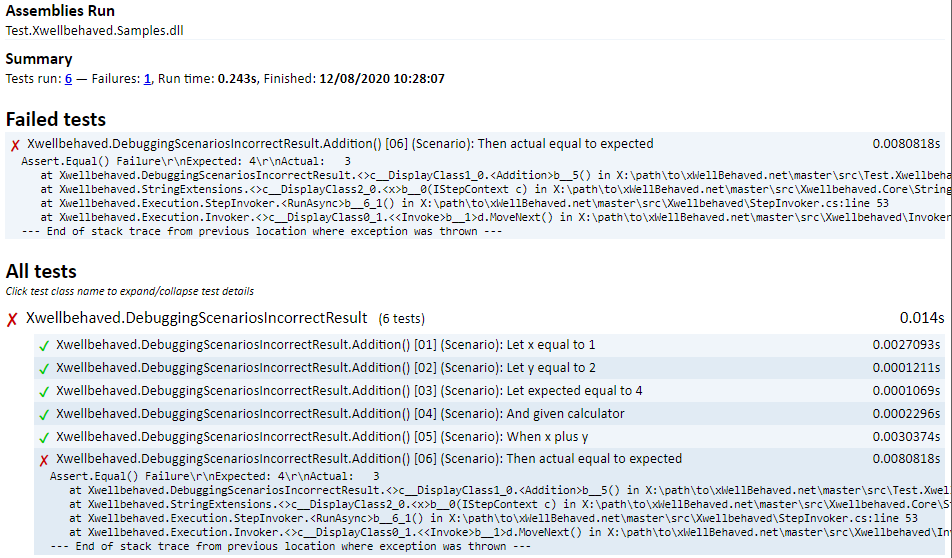 Assemblies Run
Test.Xwellbehaved.Samples.dll
Summary
Tests run: 6 — Failures: 1, Run time: 0.243s, Finished: 12/08/2020 10:28:07
Failed tests
✗ Xwellbehaved.DebuggingScenariosIncorrectResult.Addition() [06] (Scenario): Then actual equal to expected 0.0080818s
Assert.Equal() Failure\r\nExpected: 4\r\nActual:   3
at Xwellbehaved.DebuggingScenariosIncorrectResult.<>c__DisplayClass1_0.<Addition>b__5() in X:\path\to\xWellBehaved.net\master\src\Test.Xwellbeha
at Xwellbehaved.StringExtensions.<>c__DisplayClass2_0.<x>b__0(IStepContext c) in X:\path\to\xWellBehaved.net\master\src\Xwellbehaved.Core\String
at Xwellbehaved.Execution.StepInvoker.<RunAsync>b__6_1() in X:\path\to\xWellBehaved.net\master\src\Xwellbehaved\StepInvoker.cs:line 53
at Xwellbehaved.Execution.Invoker.<>c__DisplayClass0_1.<<Invoke>b__1>d.MoveNext() in X:\path\to\xWellBehaved.net\master\src\Xwellbehaved\Invoker
--- End of stack trace from previous location where exception was thrown ---
All tests
Click test class name to expand/collapse test details
✗ Xwellbehaved.DebuggingScenariosIncorrectResult (6 tests) 0.014s
✓ Xwellbehaved.DebuggingScenariosIncorrectResult.Addition() [01] (Scenario): Let x equal to 1 0.0027093s
✓ Xwellbehaved.DebuggingScenariosIncorrectResult.Addition() [02] (Scenario): Let y equal to 2 0.0001211s
✓ Xwellbehaved.DebuggingScenariosIncorrectResult.Addition() [03] (Scenario): Let expected equal to 4 0.0001069s
✓ Xwellbehaved.DebuggingScenariosIncorrectResult.Addition() [04] (Scenario): And given calculator 0.0002296s
✓ Xwellbehaved.DebuggingScenariosIncorrectResult.Addition() [05] (Scenario): When x plus y 0.0030374s
✗ Xwellbehaved.DebuggingScenariosIncorrectResult.Addition() [06] (Scenario): Then actual equal to expected 0.0080818s
Assert.Equal() Failure\r\nExpected: 4\r\nActual:   3
at Xwellbehaved.DebuggingScenariosIncorrectResult.<>c__DisplayClass1_0.<Addition>b__5() in X:\path\to\xWellBehaved.net\master\src\Test.Xwell
at Xwellbehaved.StringExtensions.<>c__DisplayClass2_0.<x>b__0(IStepContext c) in X:\path\to\xWellBehaved.net\master\src\Xwellbehaved.Core\St
at Xwellbehaved.Execution.StepInvoker.<RunAsync>b__6_1() in X:\path\to\xWellBehaved.net\master\src\Xwellbehaved\StepInvoker.cs:line 53
at Xwellbehaved.Execution.Invoker.<>c__DisplayClass0_1.<<Invoke>b__1>d.MoveNext() in X:\path\to\xWellBehaved.net\master\src\Xwellbehaved\In
--- End of stack trace from previous location where exception was thrown ---